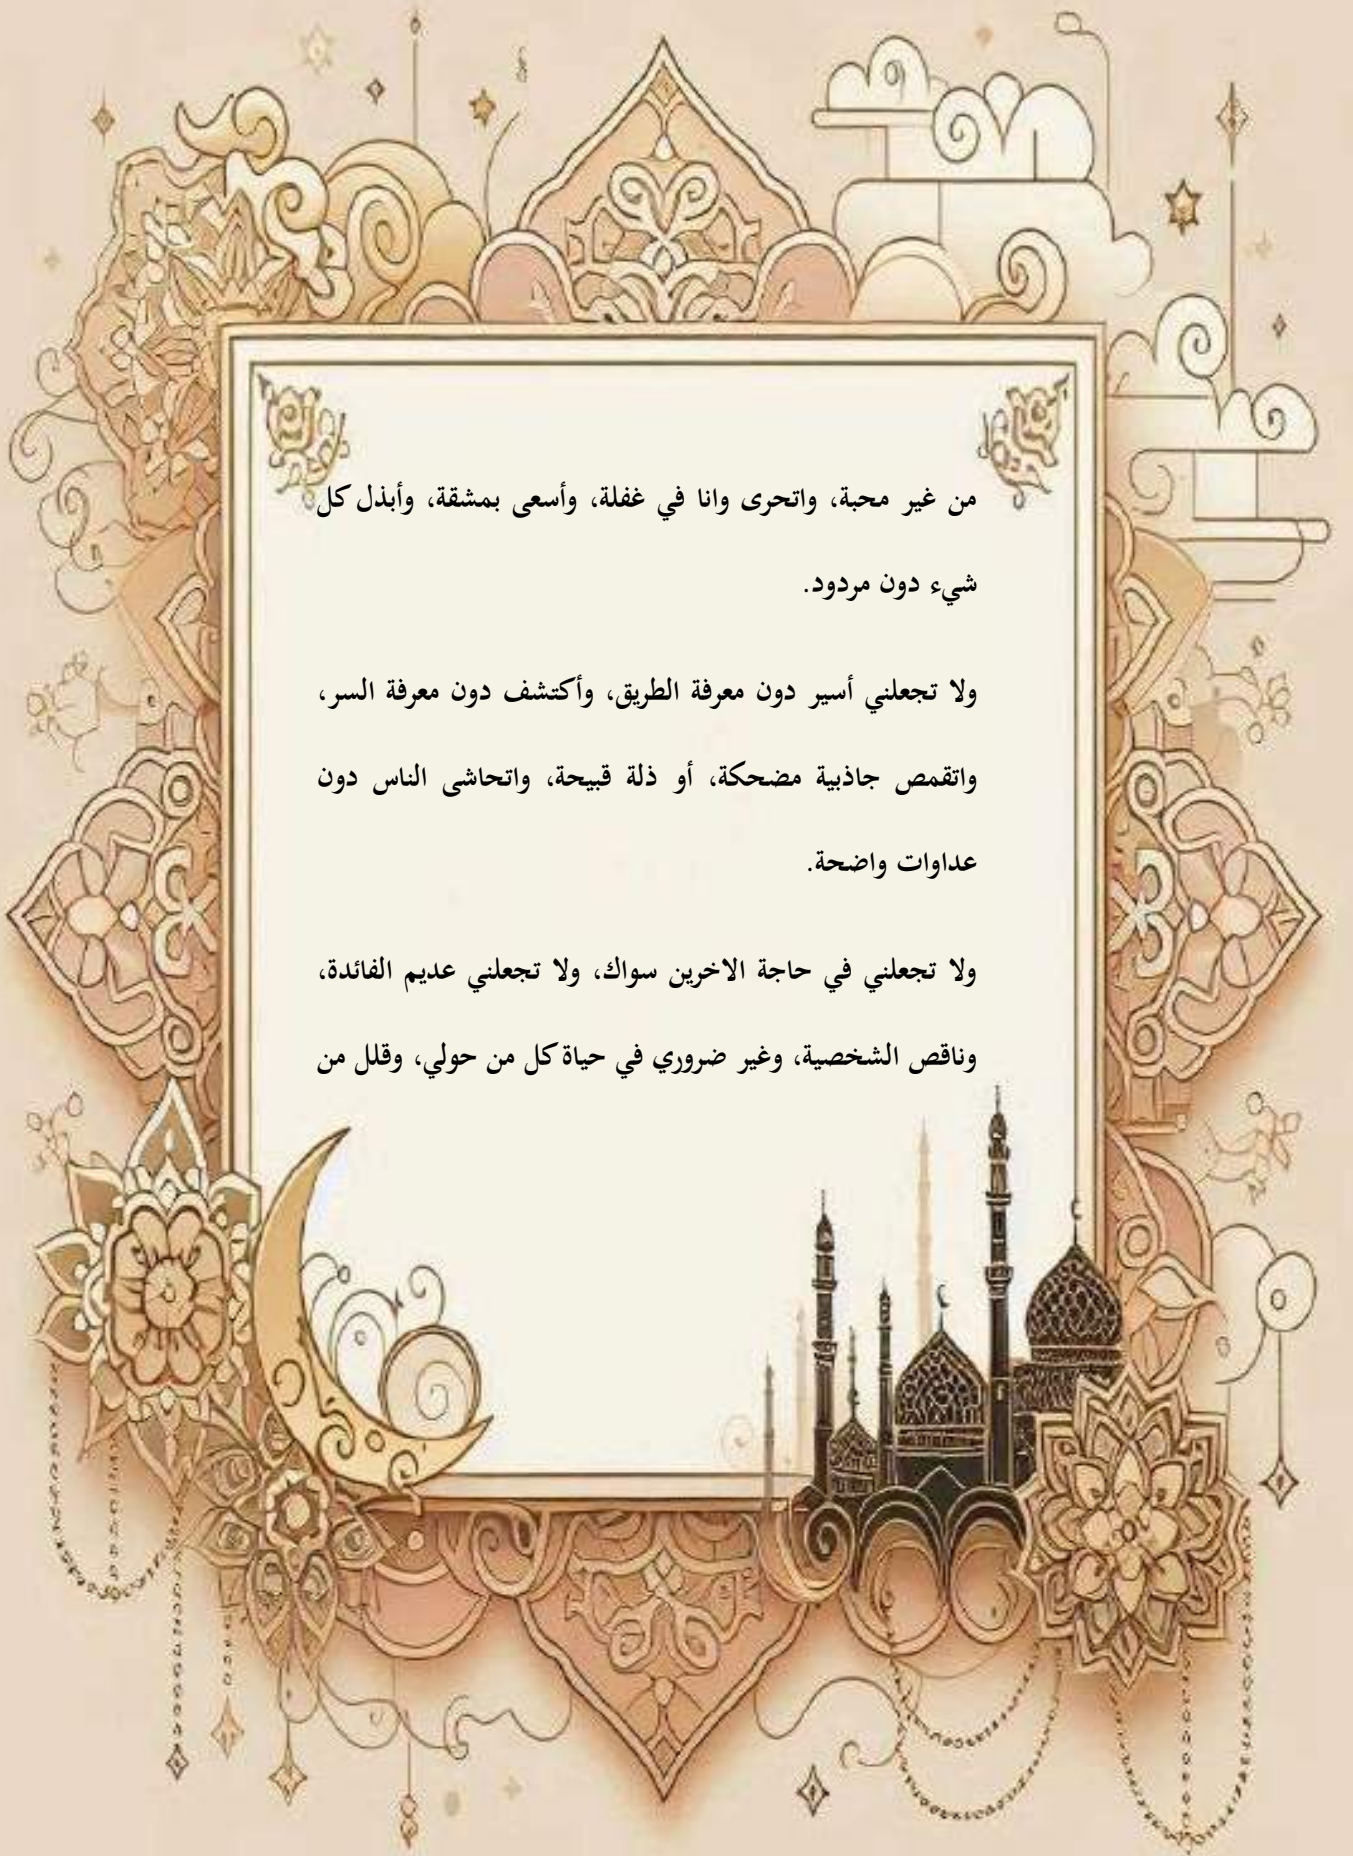 من غير محبة، واتحرى وانا في غفلة، وأسعى بمشقة، وأبذل كل
شيء دون مردود.
ولا تجعلني أسير دون معرفة الطريق، وأكتشف دون معرفة السر،
واتقمص جاذبية مضحكة، أو ذلة قبيحة، واتحاشى الناس دون
عداوات واضحة.
ولا تجعلني في حاجة الاخرين سواك، ولا تجعلني عديم الفائدة،
وناقص الشخصية، وغير ضروري في حياة كل من حولي، وقلل من